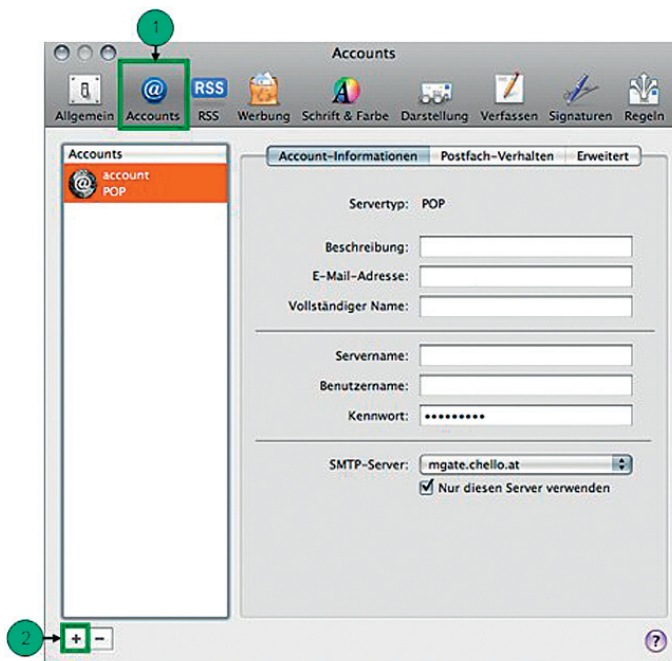 1
Accounts
RSS
Allgemein Accounts RSS Werbung Schrift & Farbe Darstellung Verfassen Signaturen Regeln
Accounts
account
POP
Account-Informationen Postfach-Verhalten Erweitert
Servertyp: POP
Beschreibung:
E-Mail-Adresse:
Vollständiger Name:
Servername:
Benutzername:
Kennwort: •••••••••
SMTP-Server: mgate.chello.at
Nur diesen Server verwenden
2 + − ?